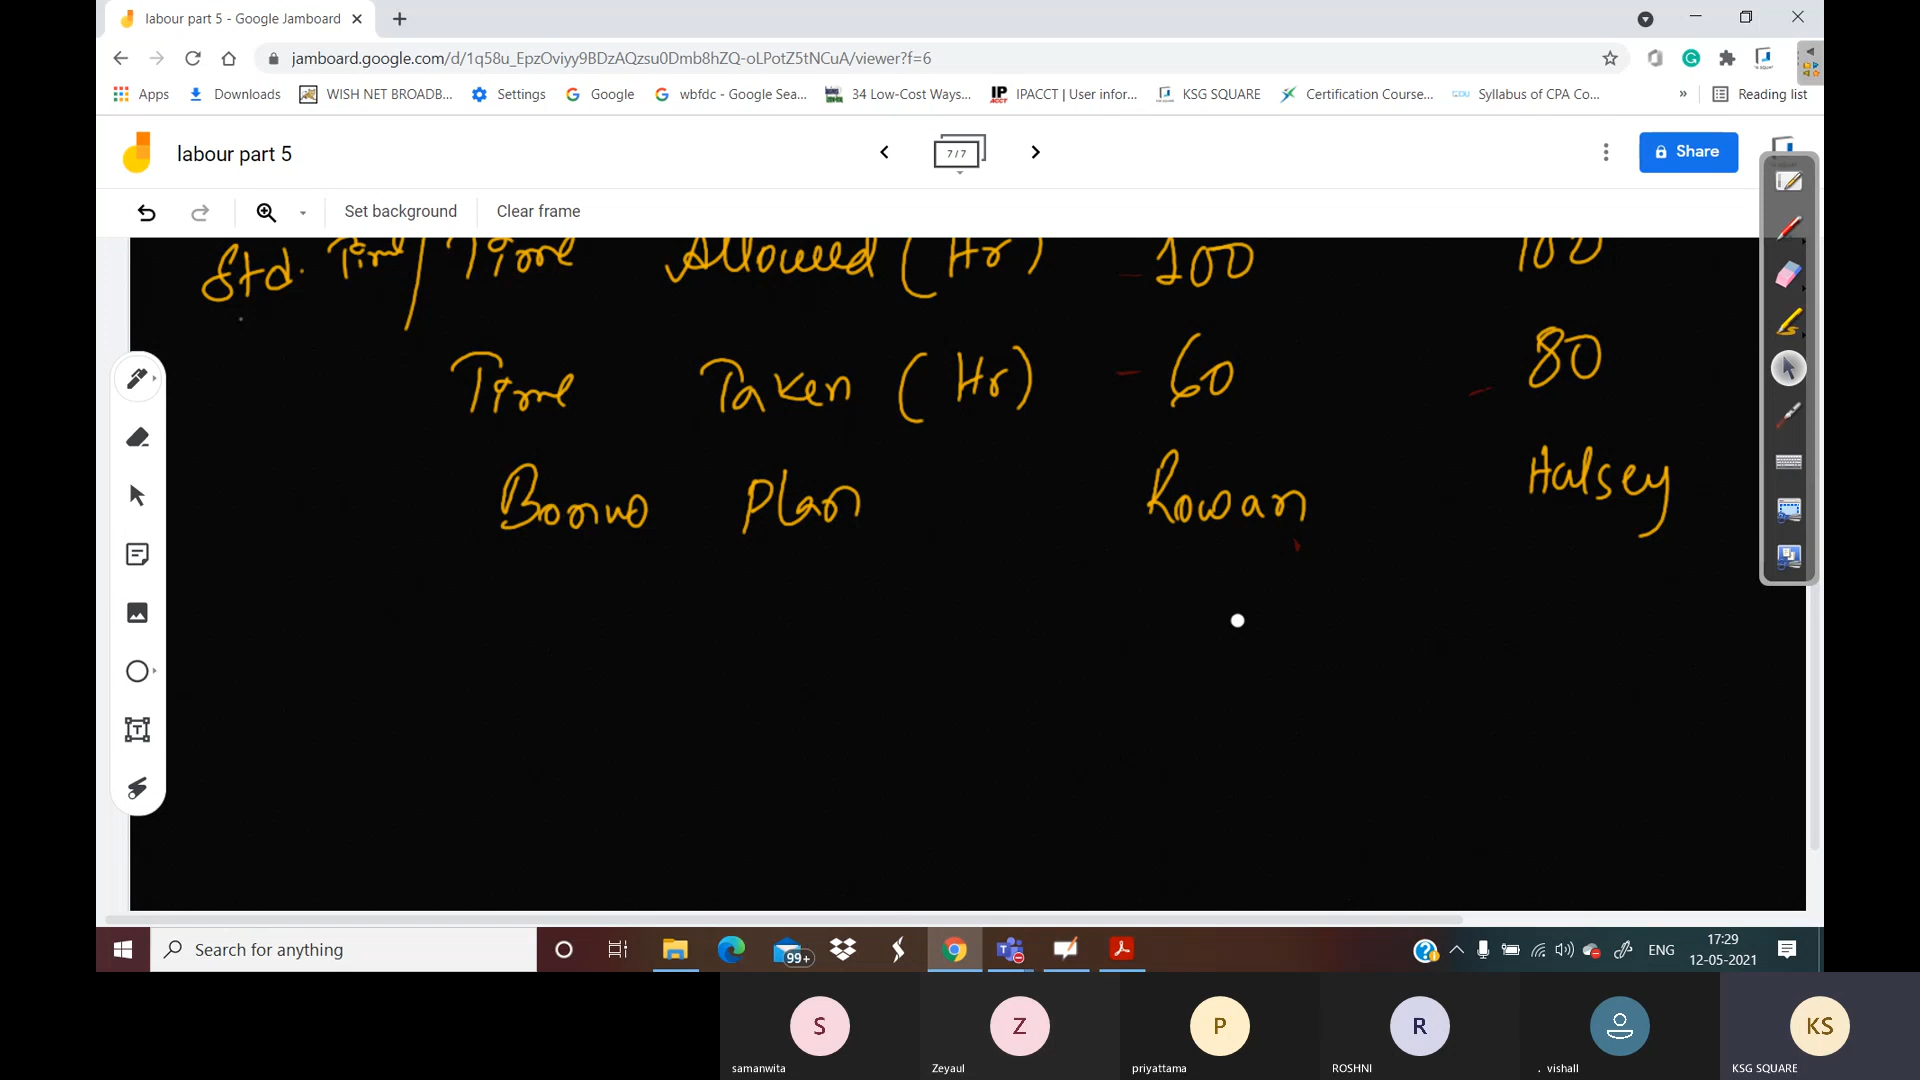 labour part 5 - Google Jamboard
jamboard.google.com/d/1q58u_EpzOviyy9BDzAQzsu0Dmb8hZQ-oLPotZ5tNCuA/viewer?f=6
Apps Downloads WISH NET BROADB... Settings Google wbfdc - Google Sea... 34 Low-Cost Ways... IPACCT | User infor... KSG SQUARE Certification Course... Syllabus of CPA Co... » Reading list
labour part 5 7/7 Share
Set background Clear frame
Std. Time/Time Allowed (Hr) - 100 100
Time Taken (Hr) - 60 - 80
Bonus Plan Rowan Halsey
Search for anything 99+ ENG 17:29
12-05-2021
S Z P R KS
samanwita Zeyaul priyattama ROSHNI . vishall KSG SQUARE